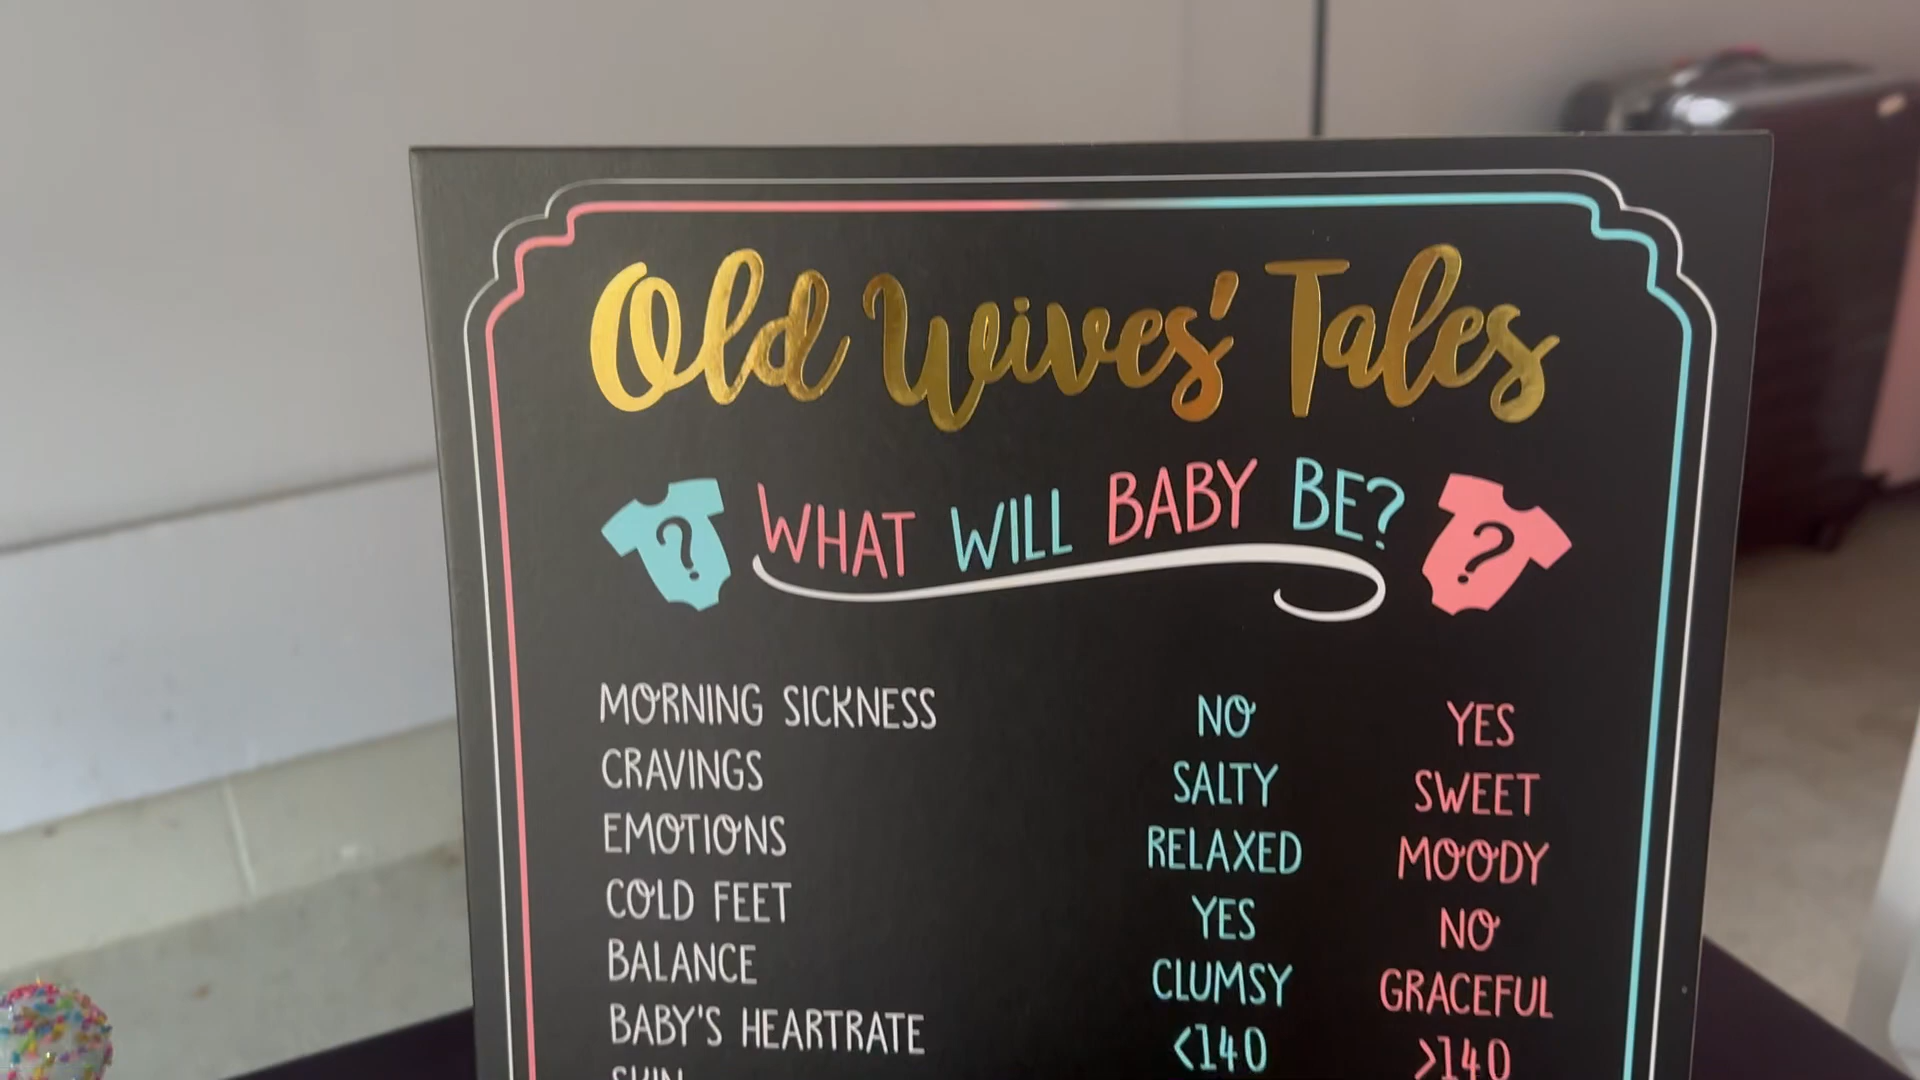 Old Wives' Tales
?
WHAT WILL BABY BE?
?
MORNING SICKNESS NO YES
CRAVINGS SALTY SWEET
EMOTIONS RELAXED MOODY
COLD FEET YES NO
BALANCE CLUMSY GRACEFUL
BABY'S HEARTRATE <140 >140
SKIN